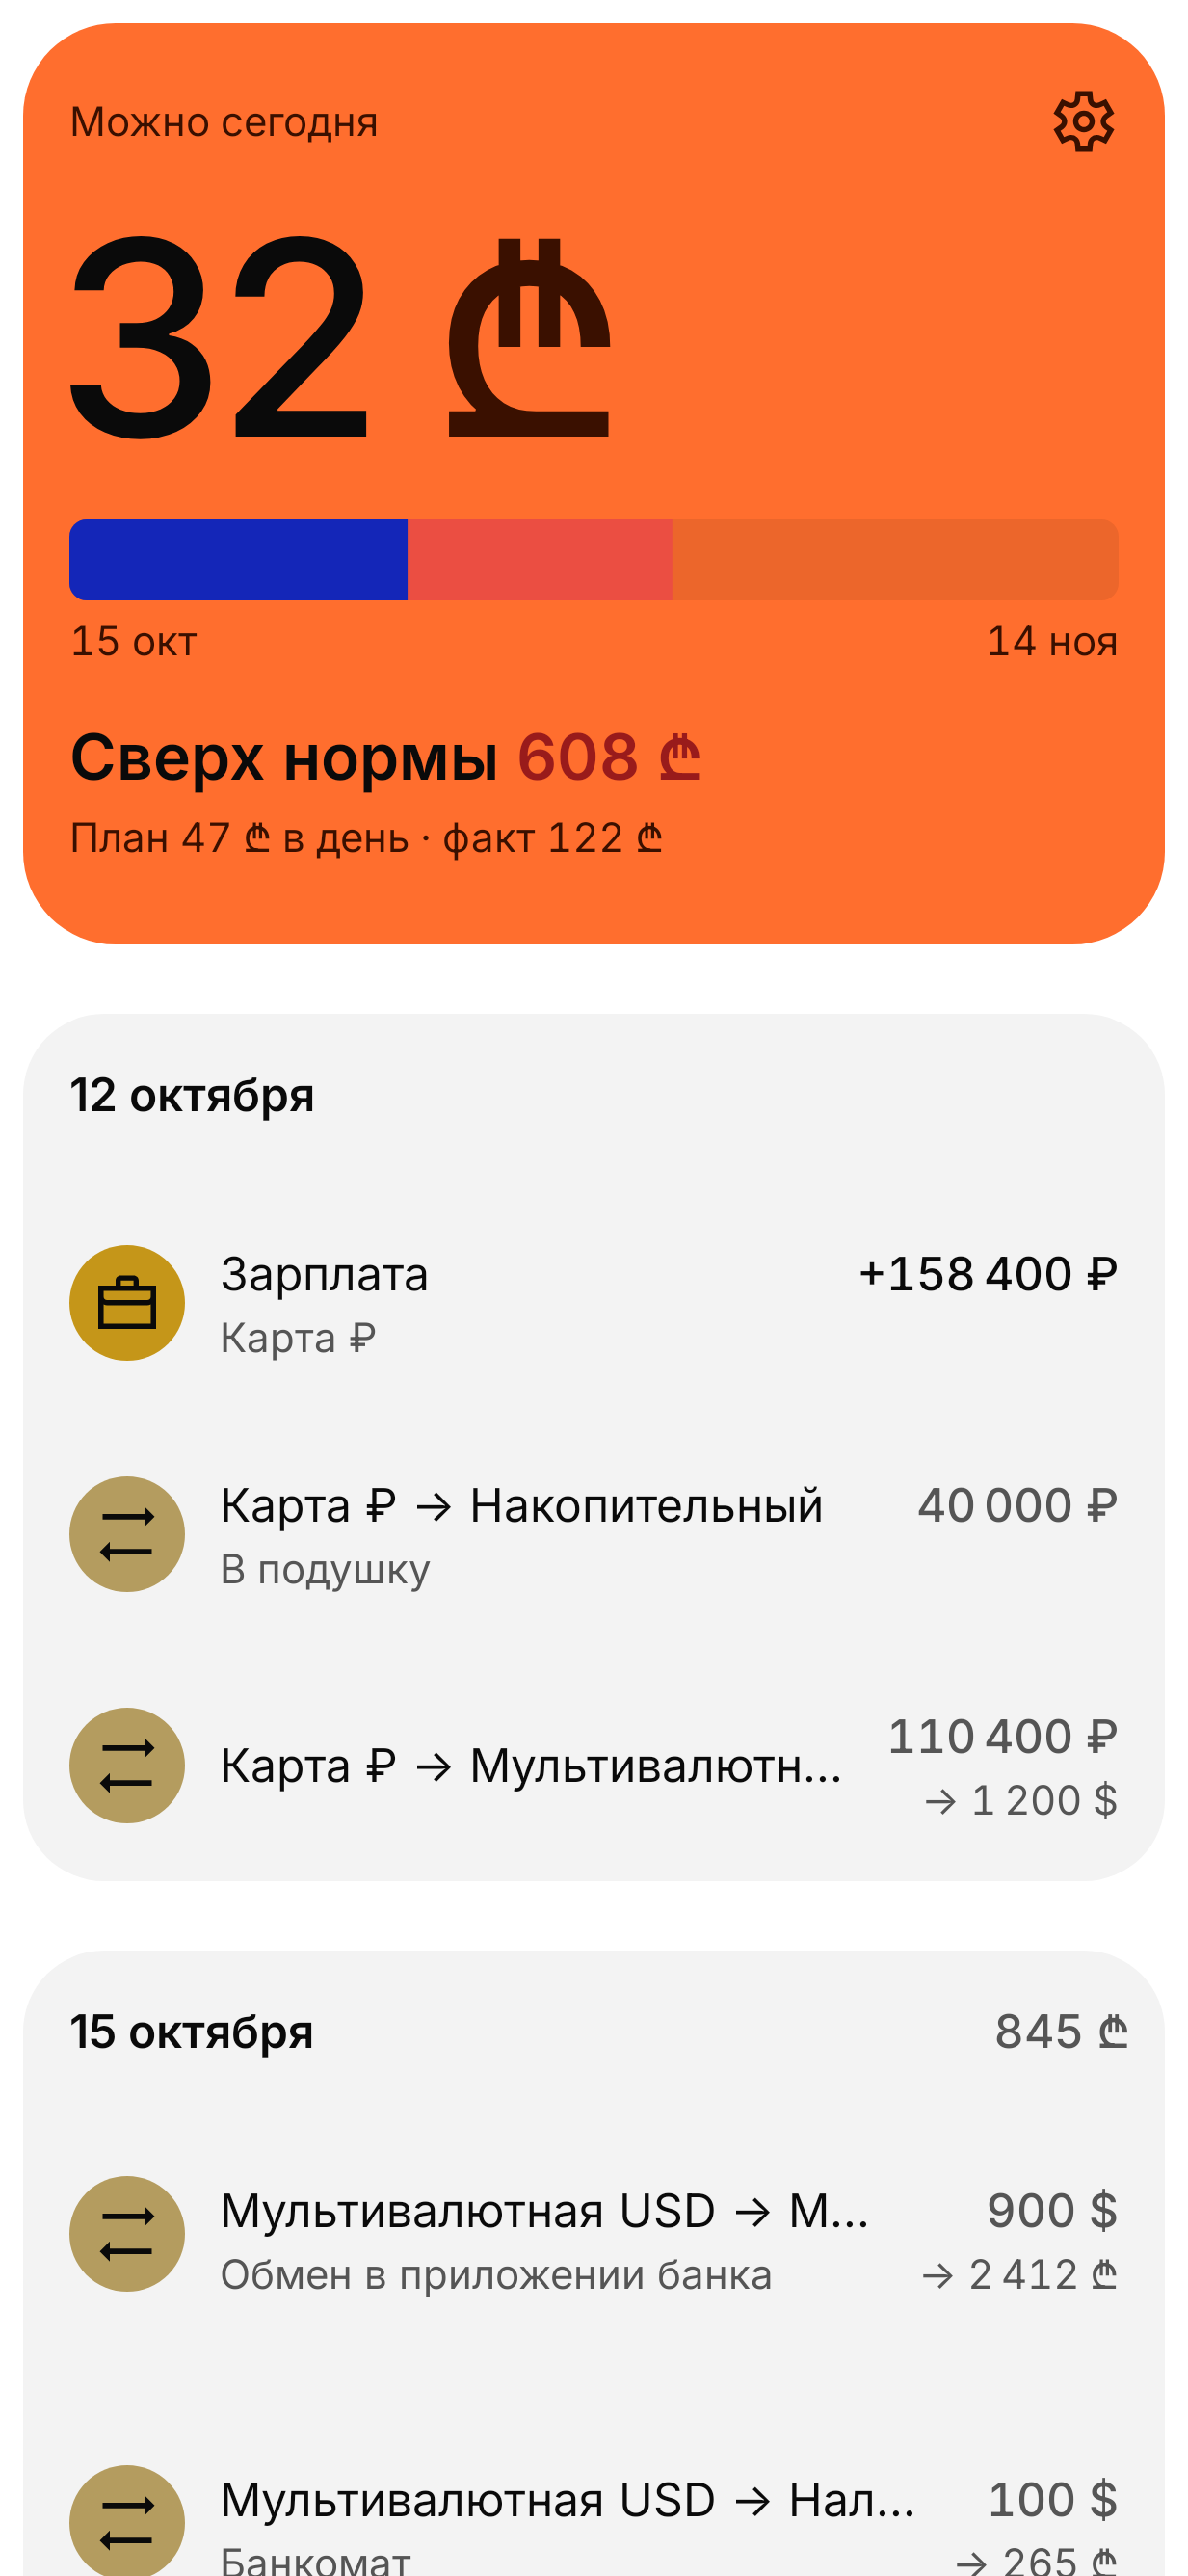 Можно сегодня
32 ₾
15 окт 14 ноя
Сверх нормы 608 ₾
План 47 ₾ в день · факт 122 ₾
12 октября
Зарплата +158 400 ₽
Карта ₽
Карта ₽ → Накопительный 40 000 ₽
В подушку
Карта ₽ → Мультивалютн... 110 400 ₽
→ 1 200 $
15 октября 845 ₾
Мультивалютная USD → М... 900 $
Обмен в приложении банка → 2 412 ₾
Мультивалютная USD → Нал... 100 $
Банкомат → 265 ₾